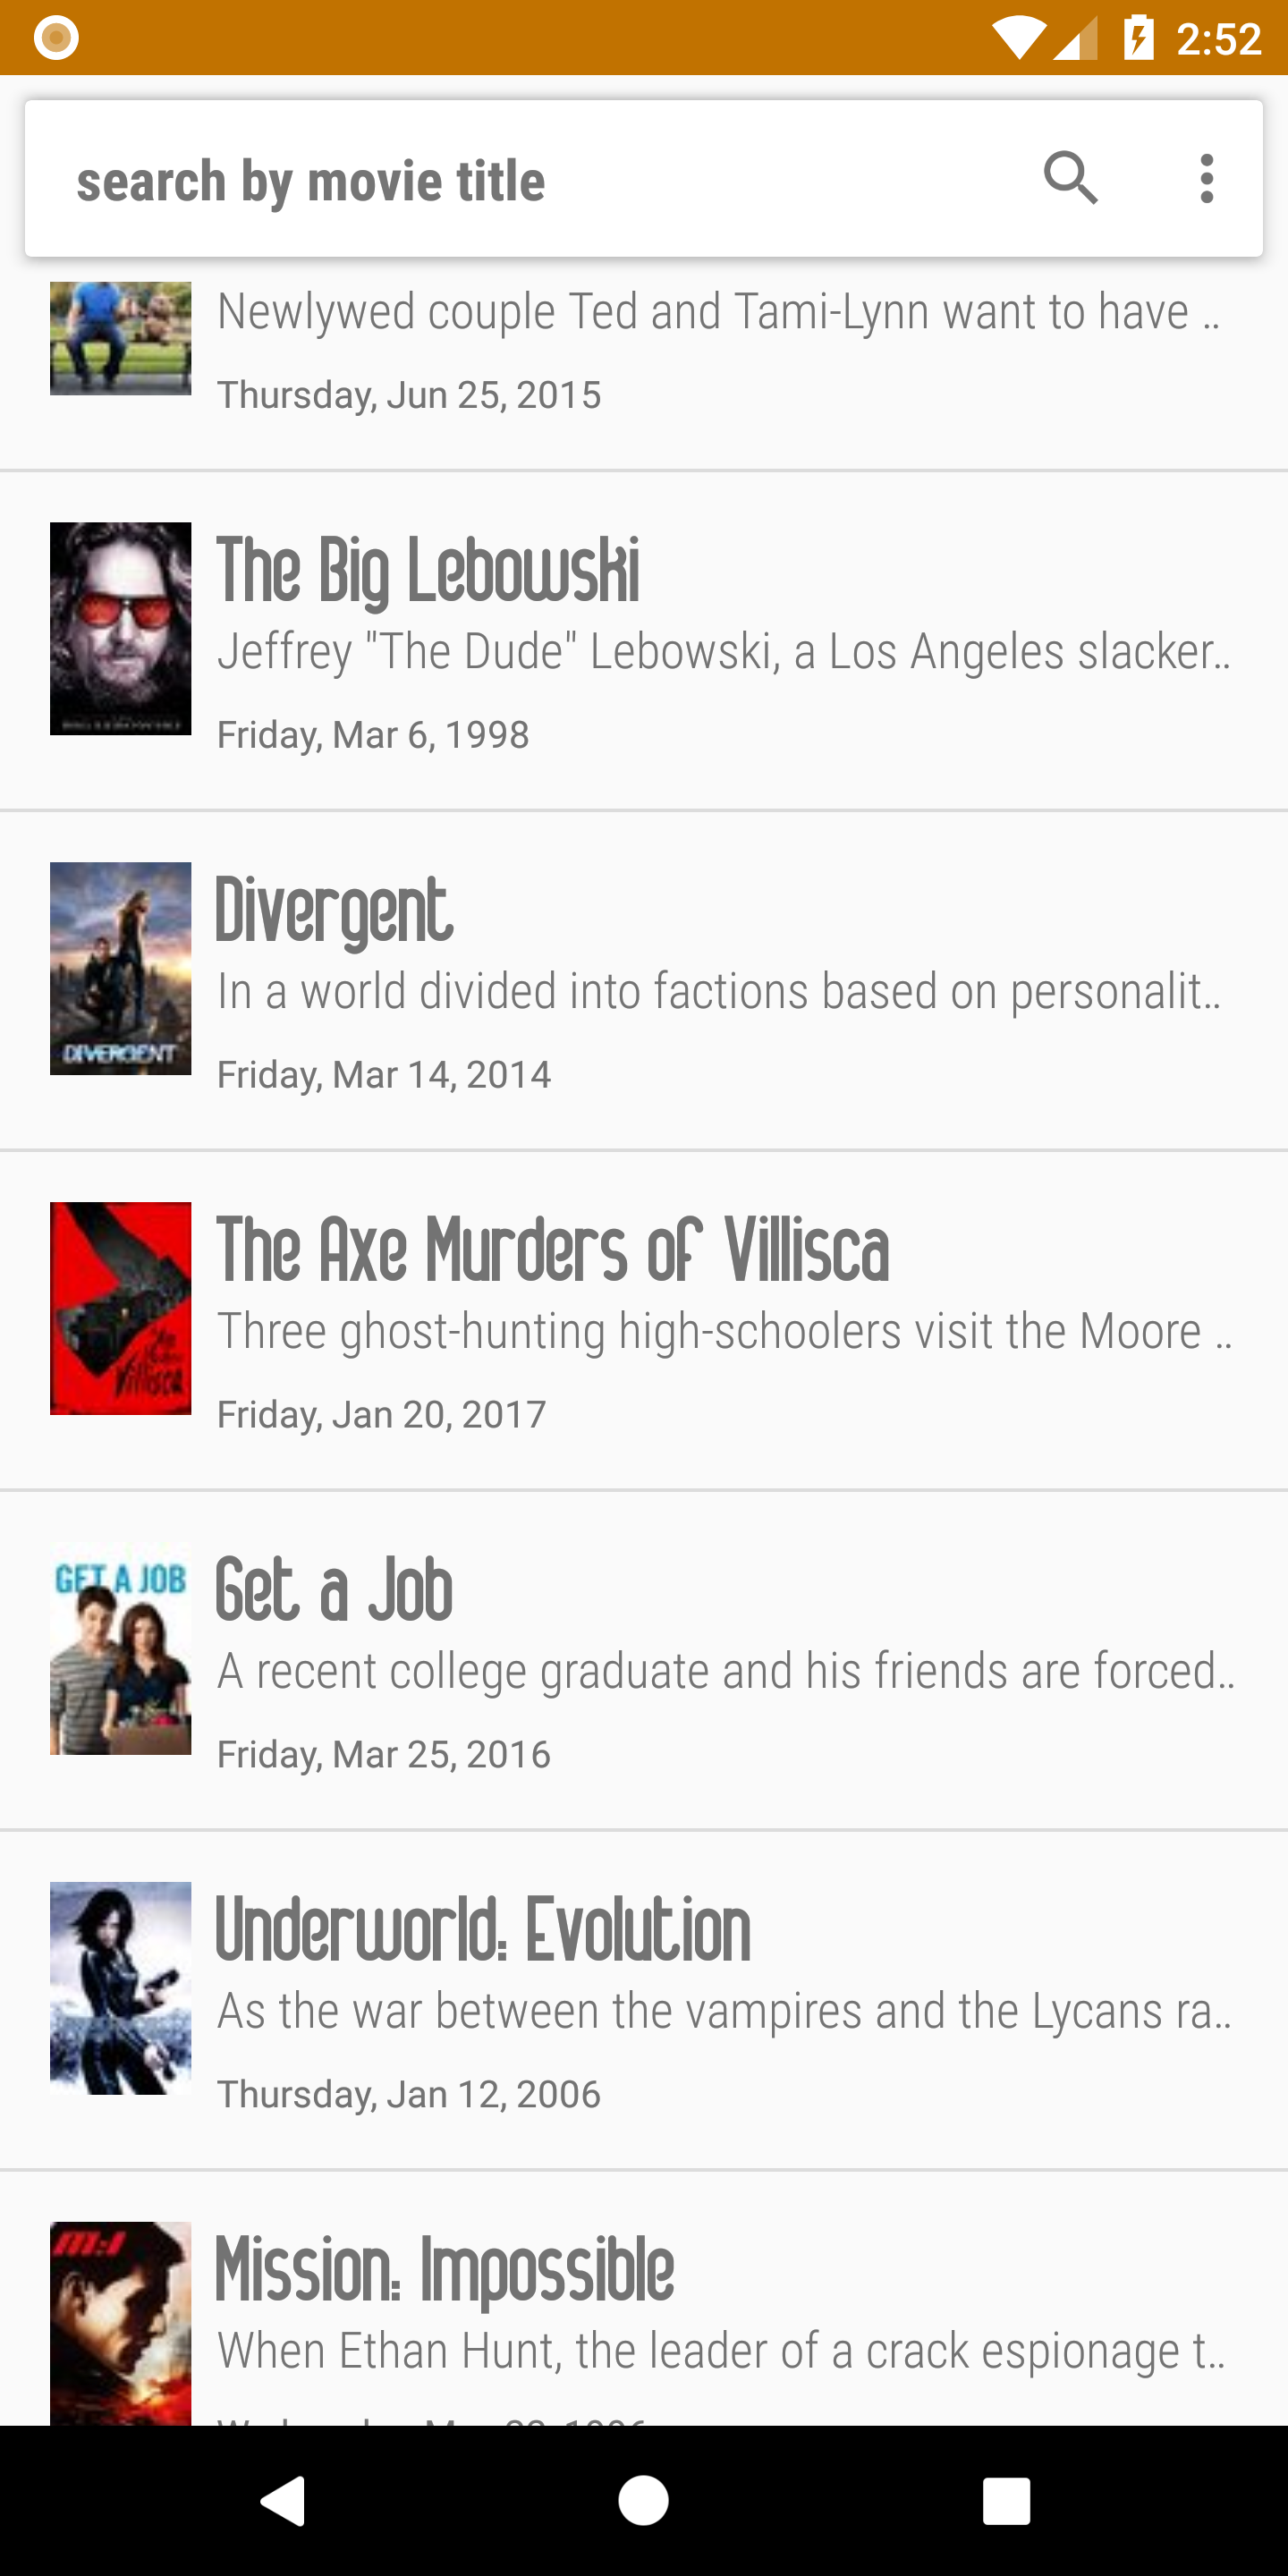 2:52
search by movie title
Newlywed couple Ted and Tami-Lynn want to have ..
Thursday, Jun 25, 2015
The Big Lebowski
Jeffrey "The Dude" Lebowski, a Los Angeles slacker..
Friday, Mar 6, 1998
Divergent
In a world divided into factions based on personalit..
DIVERGENT
Friday, Mar 14, 2014
The Axe Murders of Villisca
Three ghost-hunting high-schoolers visit the Moore ..
Villisca
Friday, Jan 20, 2017
GET A JOB
Get a Job
A recent college graduate and his friends are forced..
Friday, Mar 25, 2016
Underworld: Evolution
As the war between the vampires and the Lycans ra..
Thursday, Jan 12, 2006
M:I
Mission: Impossible
When Ethan Hunt, the leader of a crack espionage t..